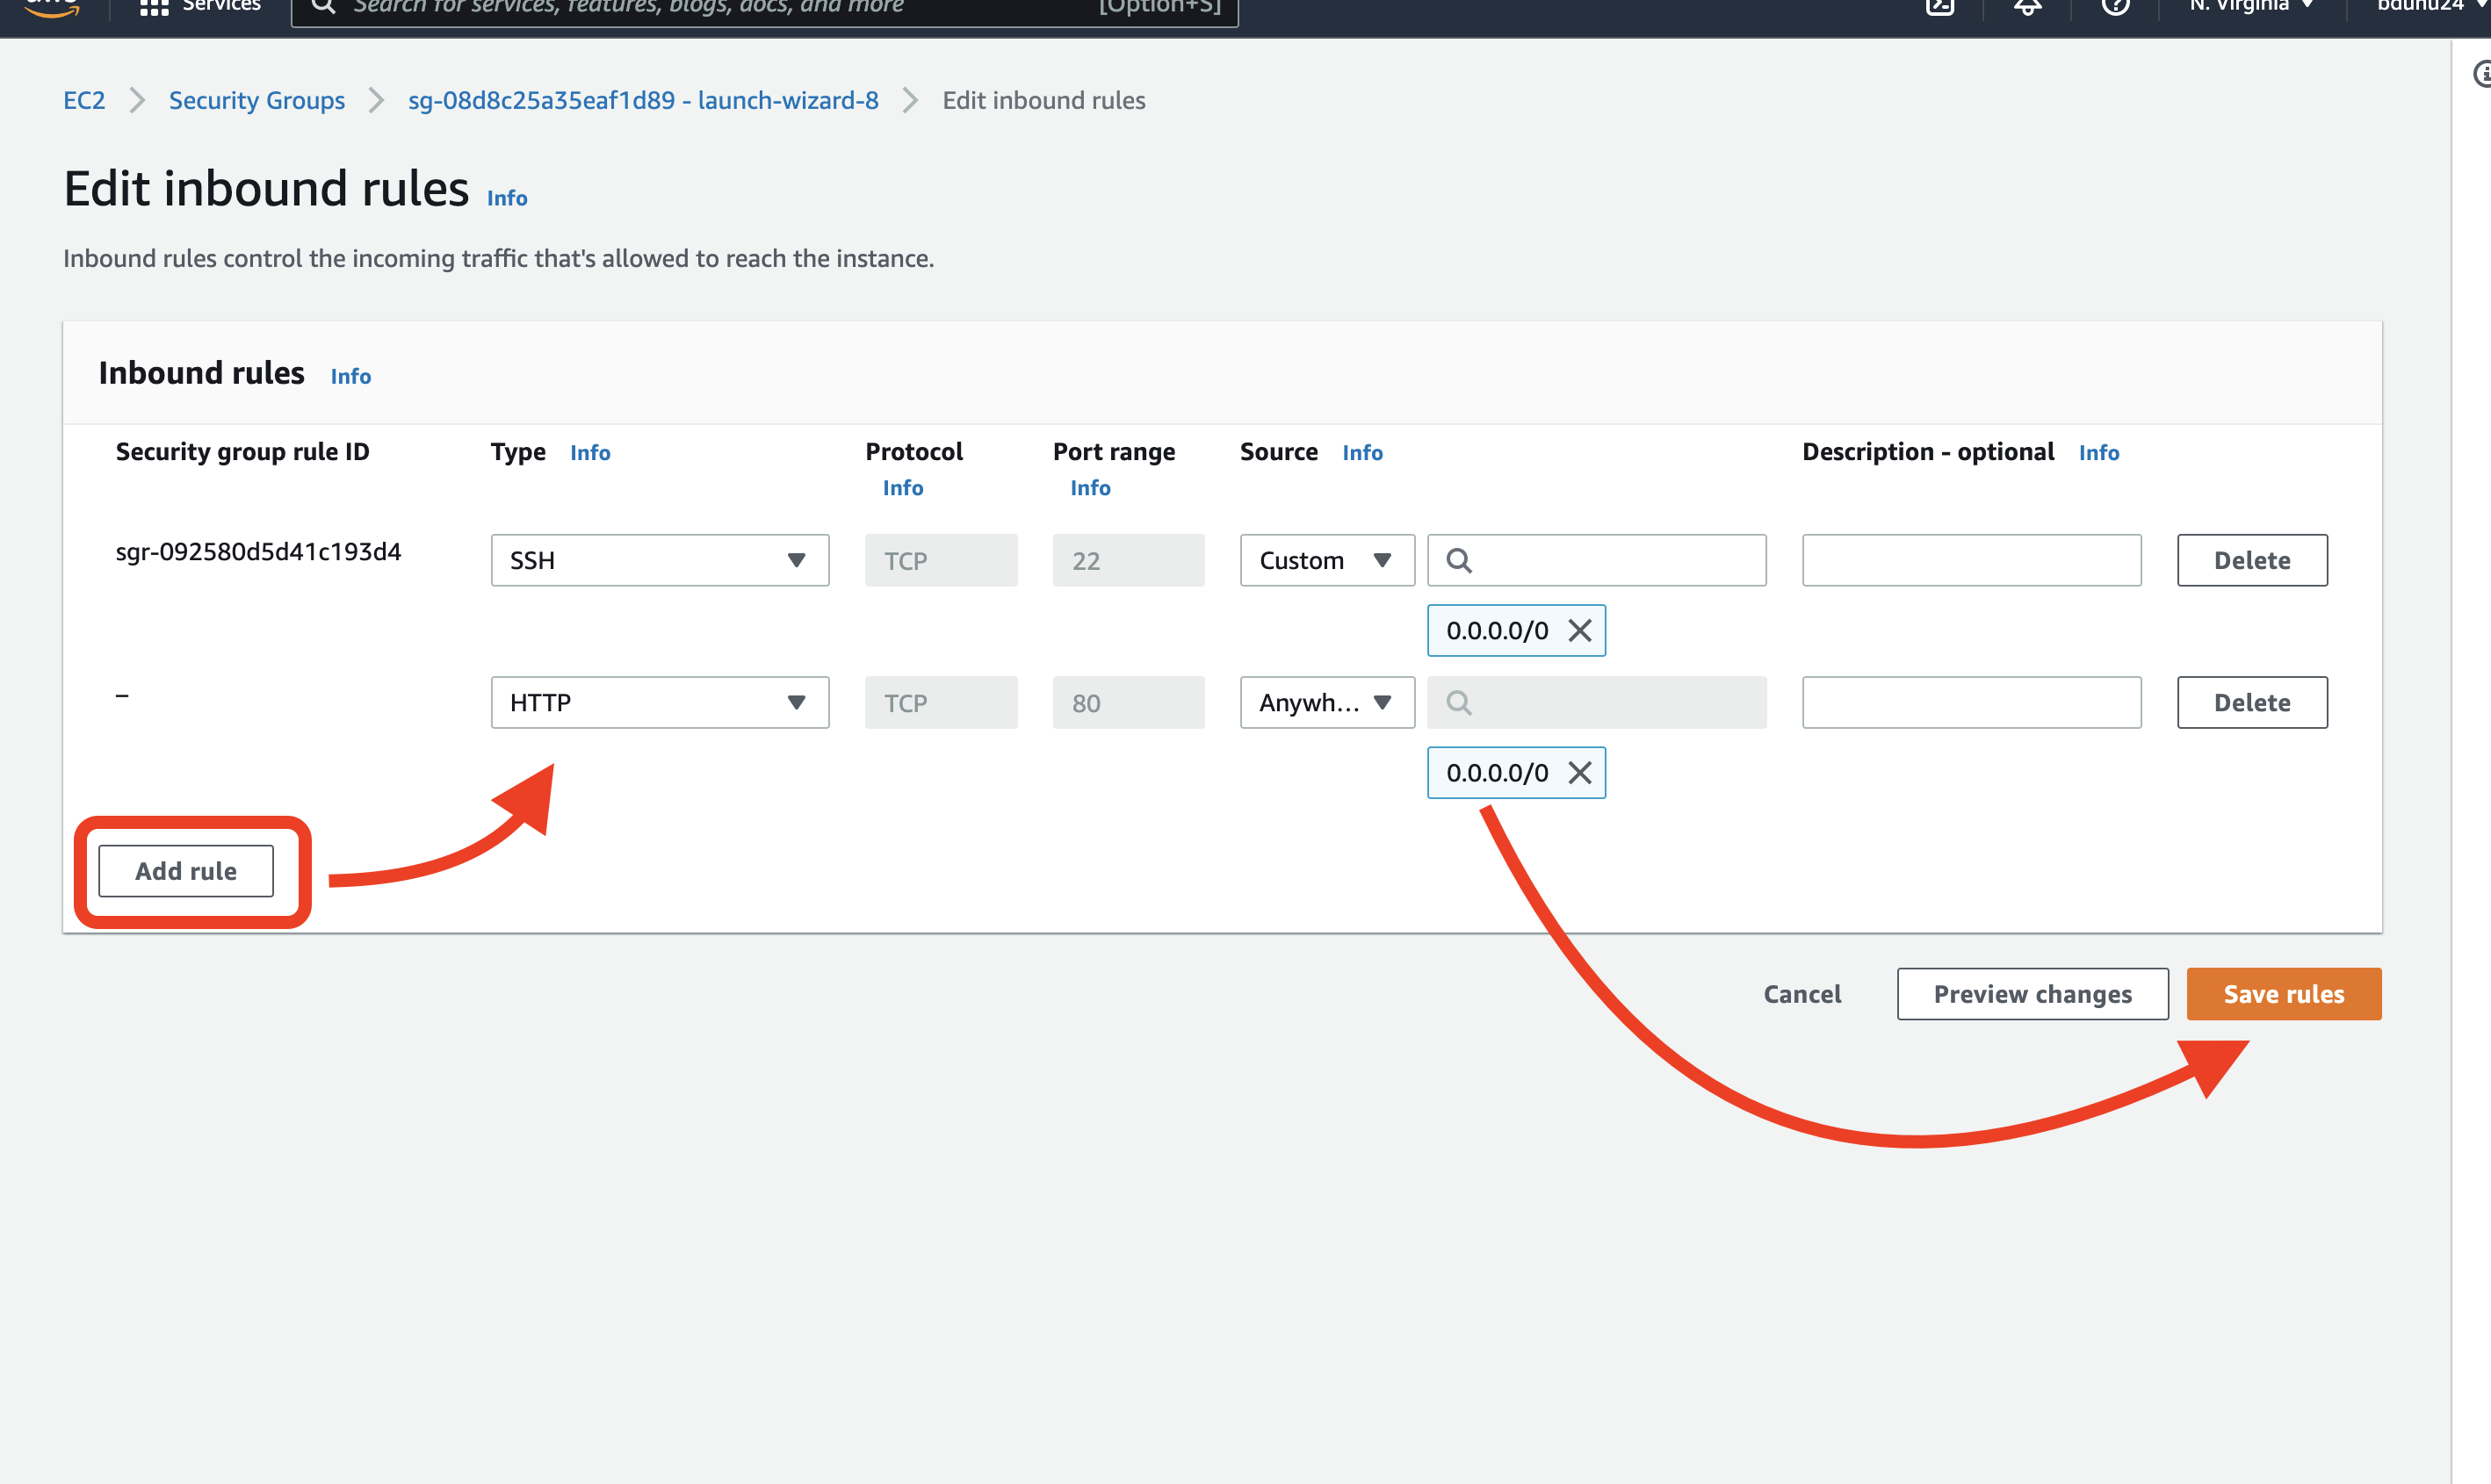 aws Services Search for services, features, blogs, docs, and more [Option+S] N. Virginia bdunu24
EC2 Security Groups sg-08d8c25a35eaf1d89 - launch-wizard-8 Edit inbound rules
Edit inbound rules Info
Inbound rules control the incoming traffic that's allowed to reach the instance.
Inbound rules Info
Security group rule ID Type Info Protocol Port range Source Info Description - optional Info
Info Info
sgr-092580d5d41c193d4 SSH TCP 22 Custom Delete
0.0.0.0/0
– HTTP TCP 80 Anywh... Delete
0.0.0.0/0
Add rule
Cancel Preview changes Save rules